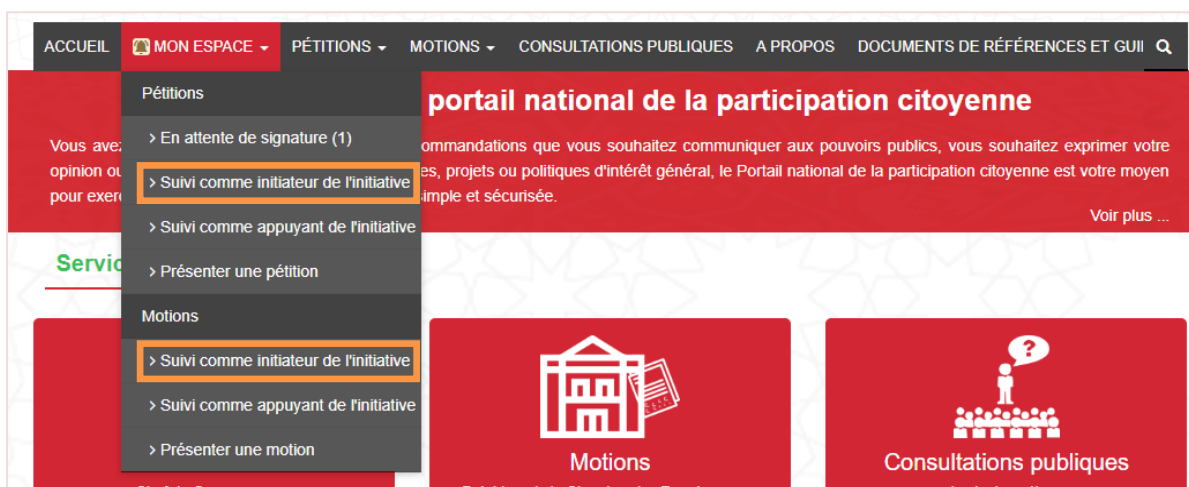 ACCUEIL MON ESPACE PÉTITIONS MOTIONS CONSULTATIONS PUBLIQUES A PROPOS DOCUMENTS DE RÉFÉRENCES ET GUI
Pétitions
> En attente de signature (1)
> Suivi comme initiateur de l'initiative
> Suivi comme appuyant de l'initiative
> Présenter une pétition
Motions
> Suivi comme initiateur de l'initiative
> Suivi comme appuyant de l'initiative
> Présenter une motion
portail national de la participation citoyenne
Vous ommandations que vous souhaitez communiquer aux pouvoirs publics, vous souhaitez exprimer votre
opinion es, projets ou politiques d'intérêt général, le Portail national de la participation citoyenne est votre moyen
pour simple et sécurisée.
Voir plus ...
Motions
Consultations publiques